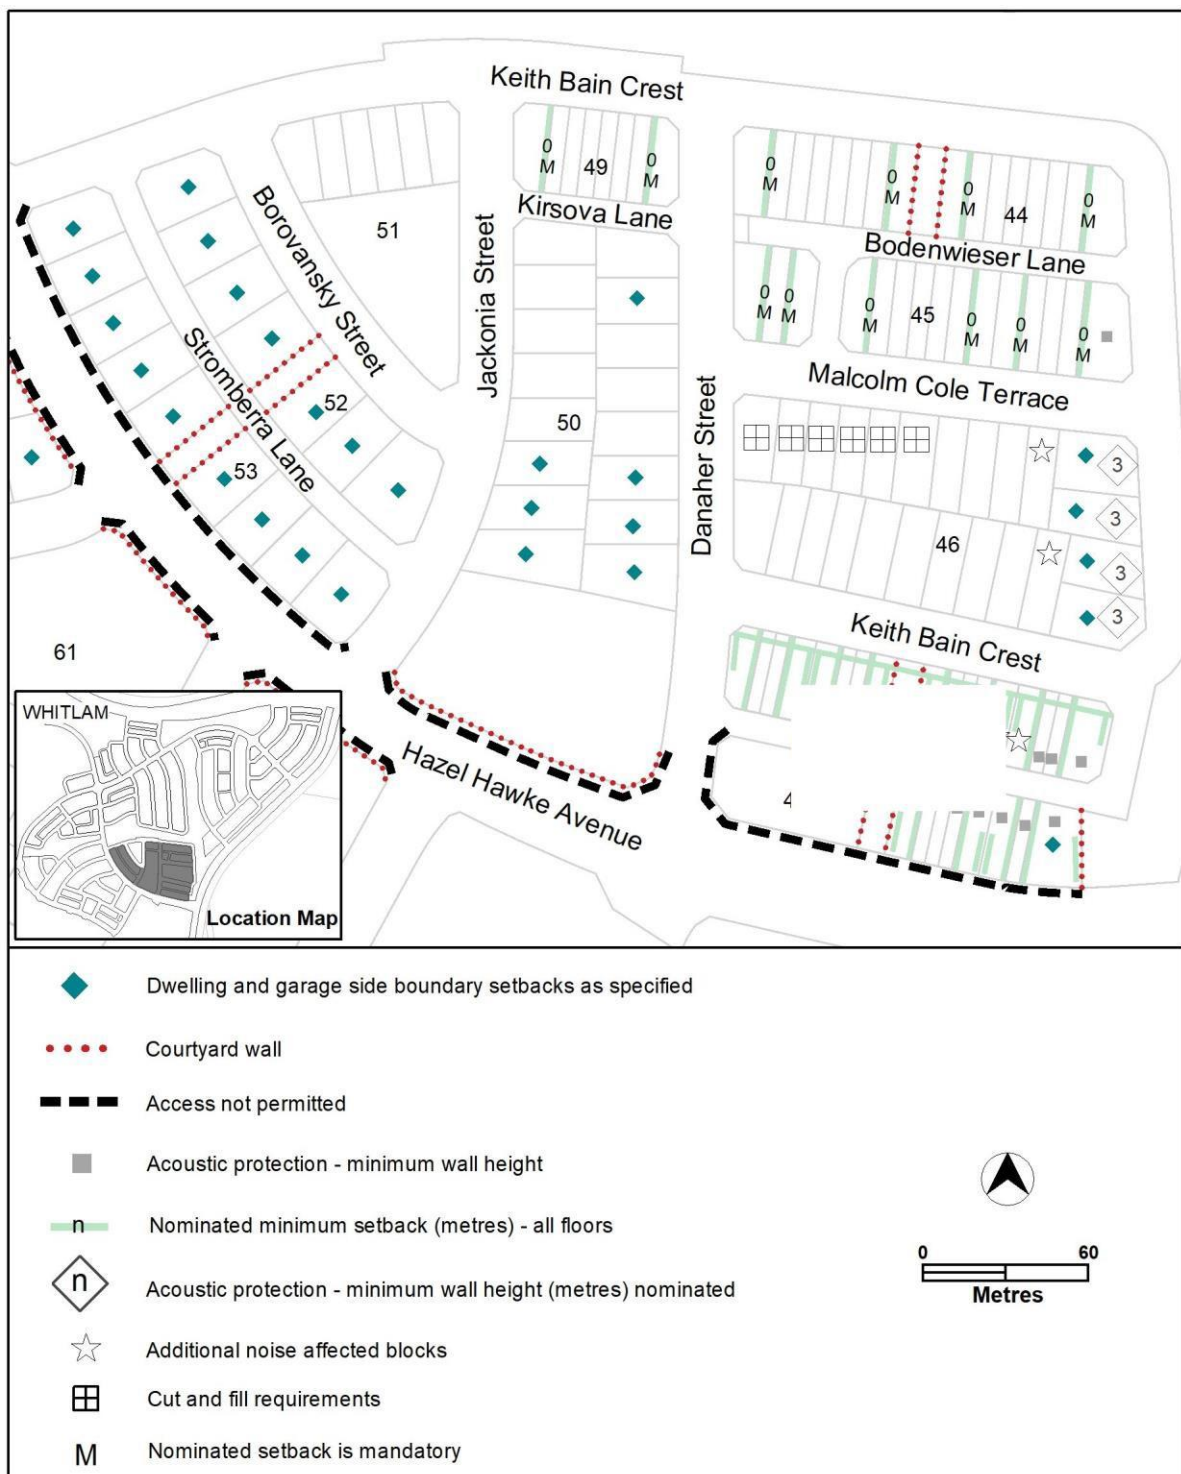 Keith Bain Crest
0
M
49
0
M
Kirsova Lane
0
M
0
M
0
M
44
0
M
Bodenwieser Lane
Borovansky Street
51
Jackonia Street
0
M
0
M
0
M
45
0
M
0
M
0
M
Malcolm Cole Terrace
Stromberra Lane
52
50
Danaher Street
53
3
3
46
3
3
Keith Bain Crest
61
Hazel Hawke Avenue
WHITLAM
Location Map
Dwelling and garage side boundary setbacks as specified
Courtyard wall
Access not permitted
Acoustic protection - minimum wall height
n Nominated minimum setback (metres) - all floors
n Acoustic protection - minimum wall height (metres) nominated
Additional noise affected blocks
Cut and fill requirements
M Nominated setback is mandatory
0 60
Metres